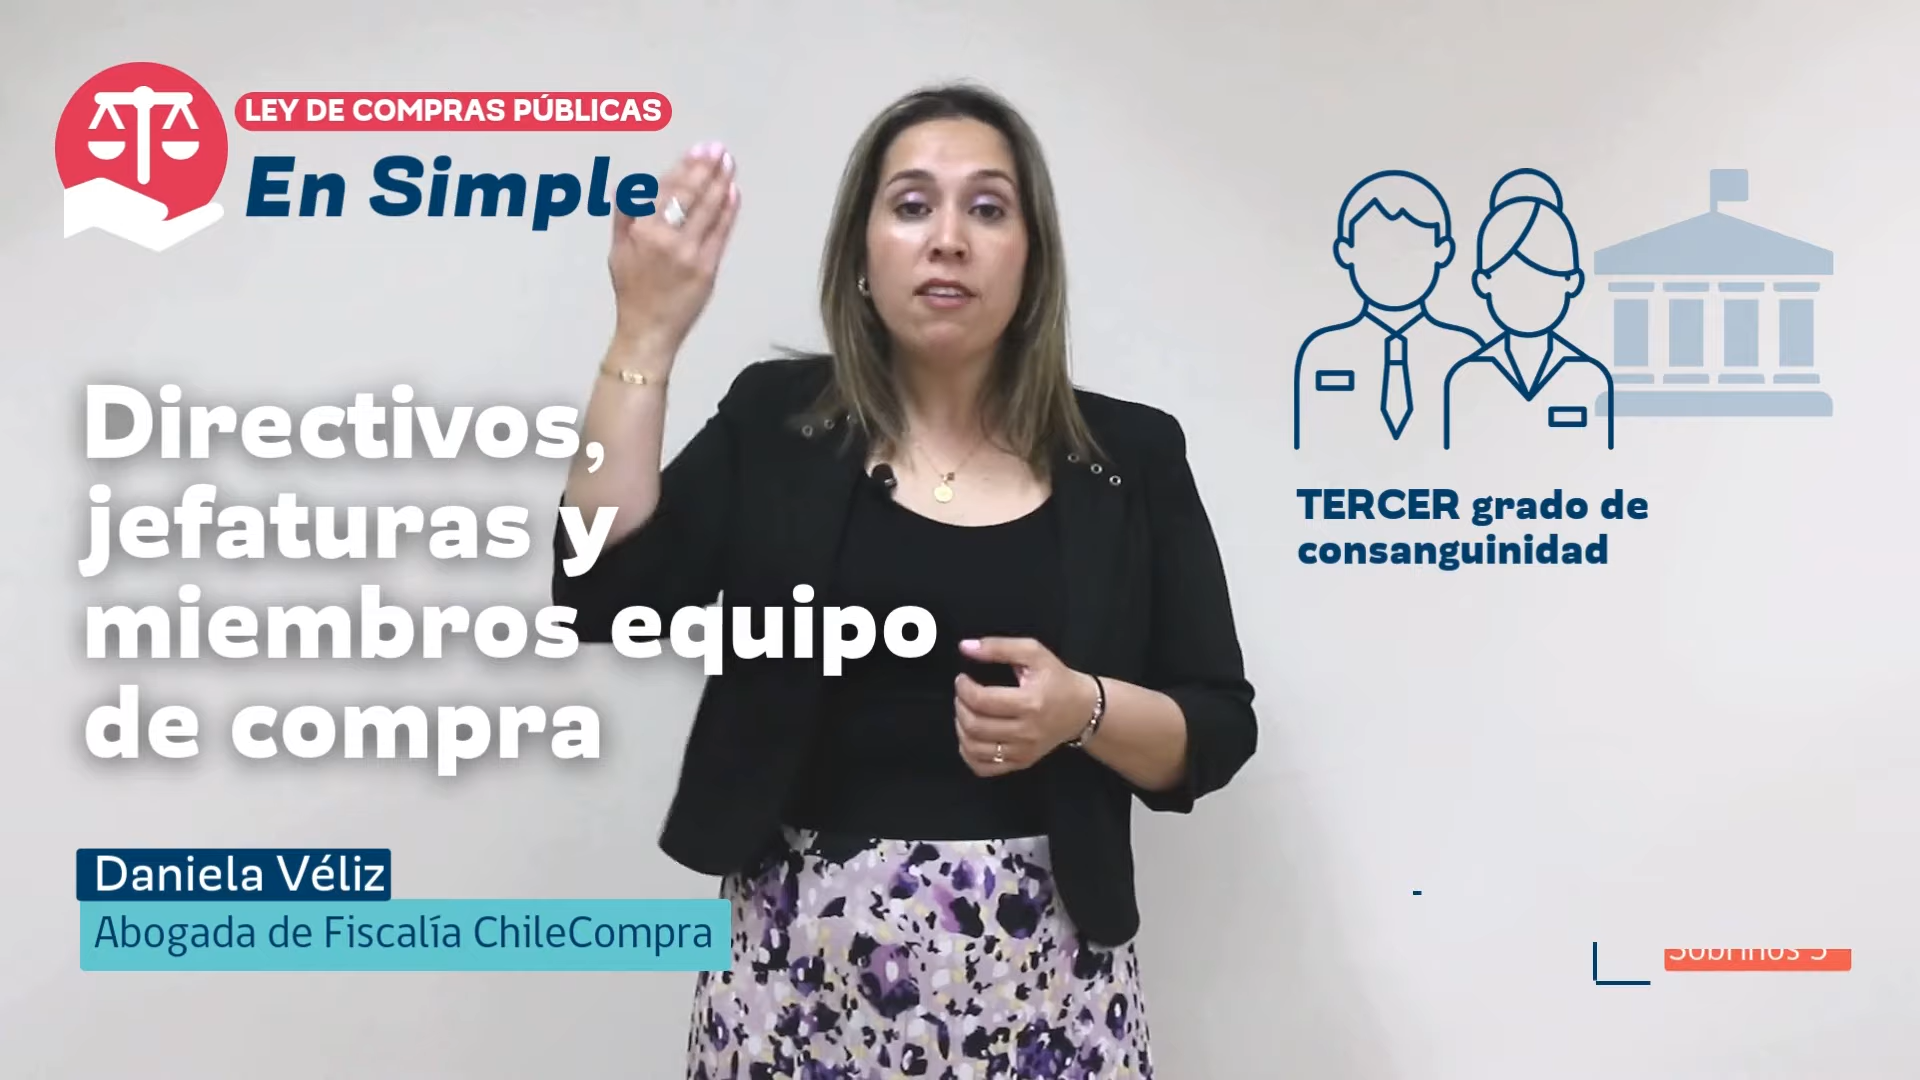 LEY DE COMPRAS PÚBLICAS
En Simple
Directivos,
jefaturas y
miembros equipo
de compra
TERCER grado de
consanguinidad
Daniela Véliz
Abogada de Fiscalía ChileCompra